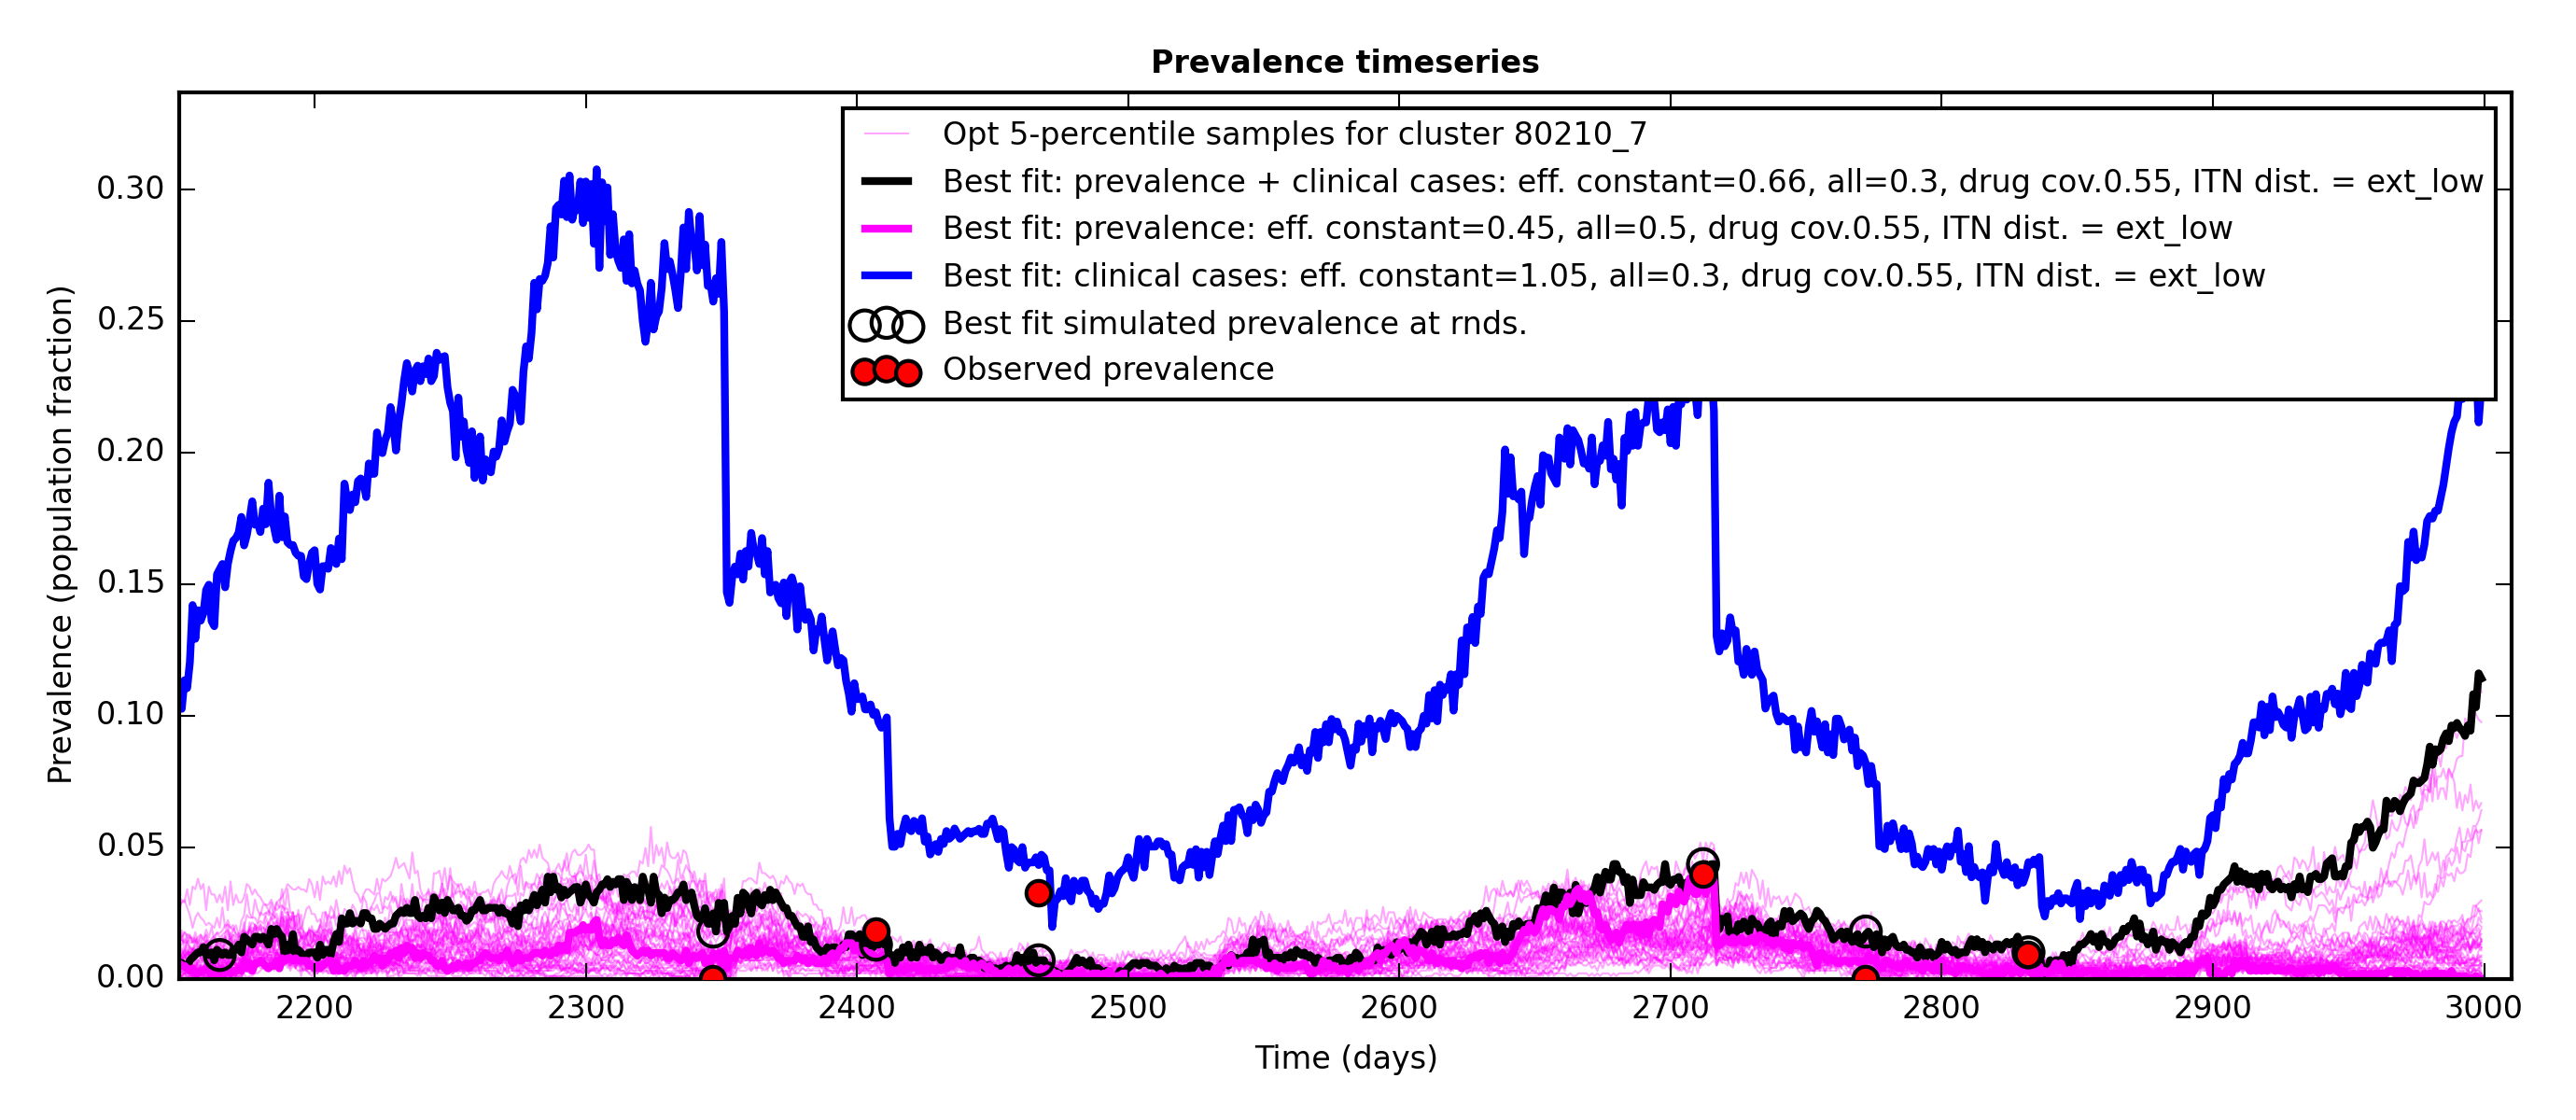 Prevalence timeseries
Opt 5-percentile samples for cluster 80210_7
Best fit: prevalence + clinical cases: eff. constant=0.66, all=0.3, drug cov.0.55, ITN dist. = ext_low
Best fit: prevalence: eff. constant=0.45, all=0.5, drug cov.0.55, ITN dist. = ext_low
Best fit: clinical cases: eff. constant=1.05, all=0.3, drug cov.0.55, ITN dist. = ext_low
Best fit simulated prevalence at rnds.
Observed prevalence
Prevalence (population fraction)
0.30
0.25
0.20
0.15
0.10
0.05
0.00
2200 2300 2400 2500 2600 2700 2800 2900 3000
Time (days)